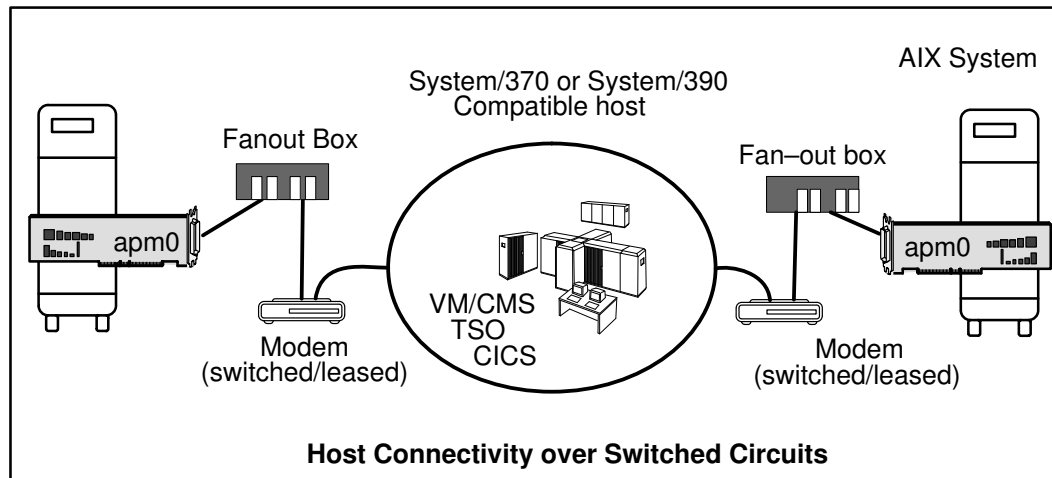 AIX System
System/370 or System/390
Compatible host
Fanout Box
Fan–out box
apm0
apm0
VM/CMS
TSO
CICS
Modem
(switched/leased)
Modem
(switched/leased)
Host Connectivity over Switched Circuits